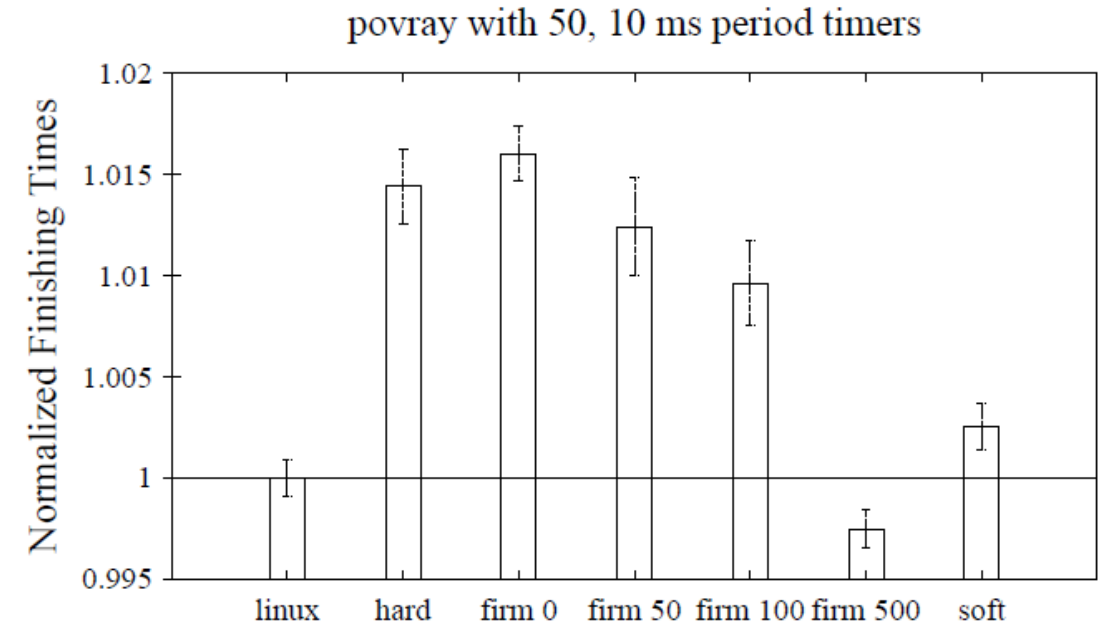 povray with 50, 10 ms period timers
Normalized Finishing Times
1.02
1.015
1.01
1.005
1
0.995
linux hard firm 0 firm 50 firm 100 firm 500 soft